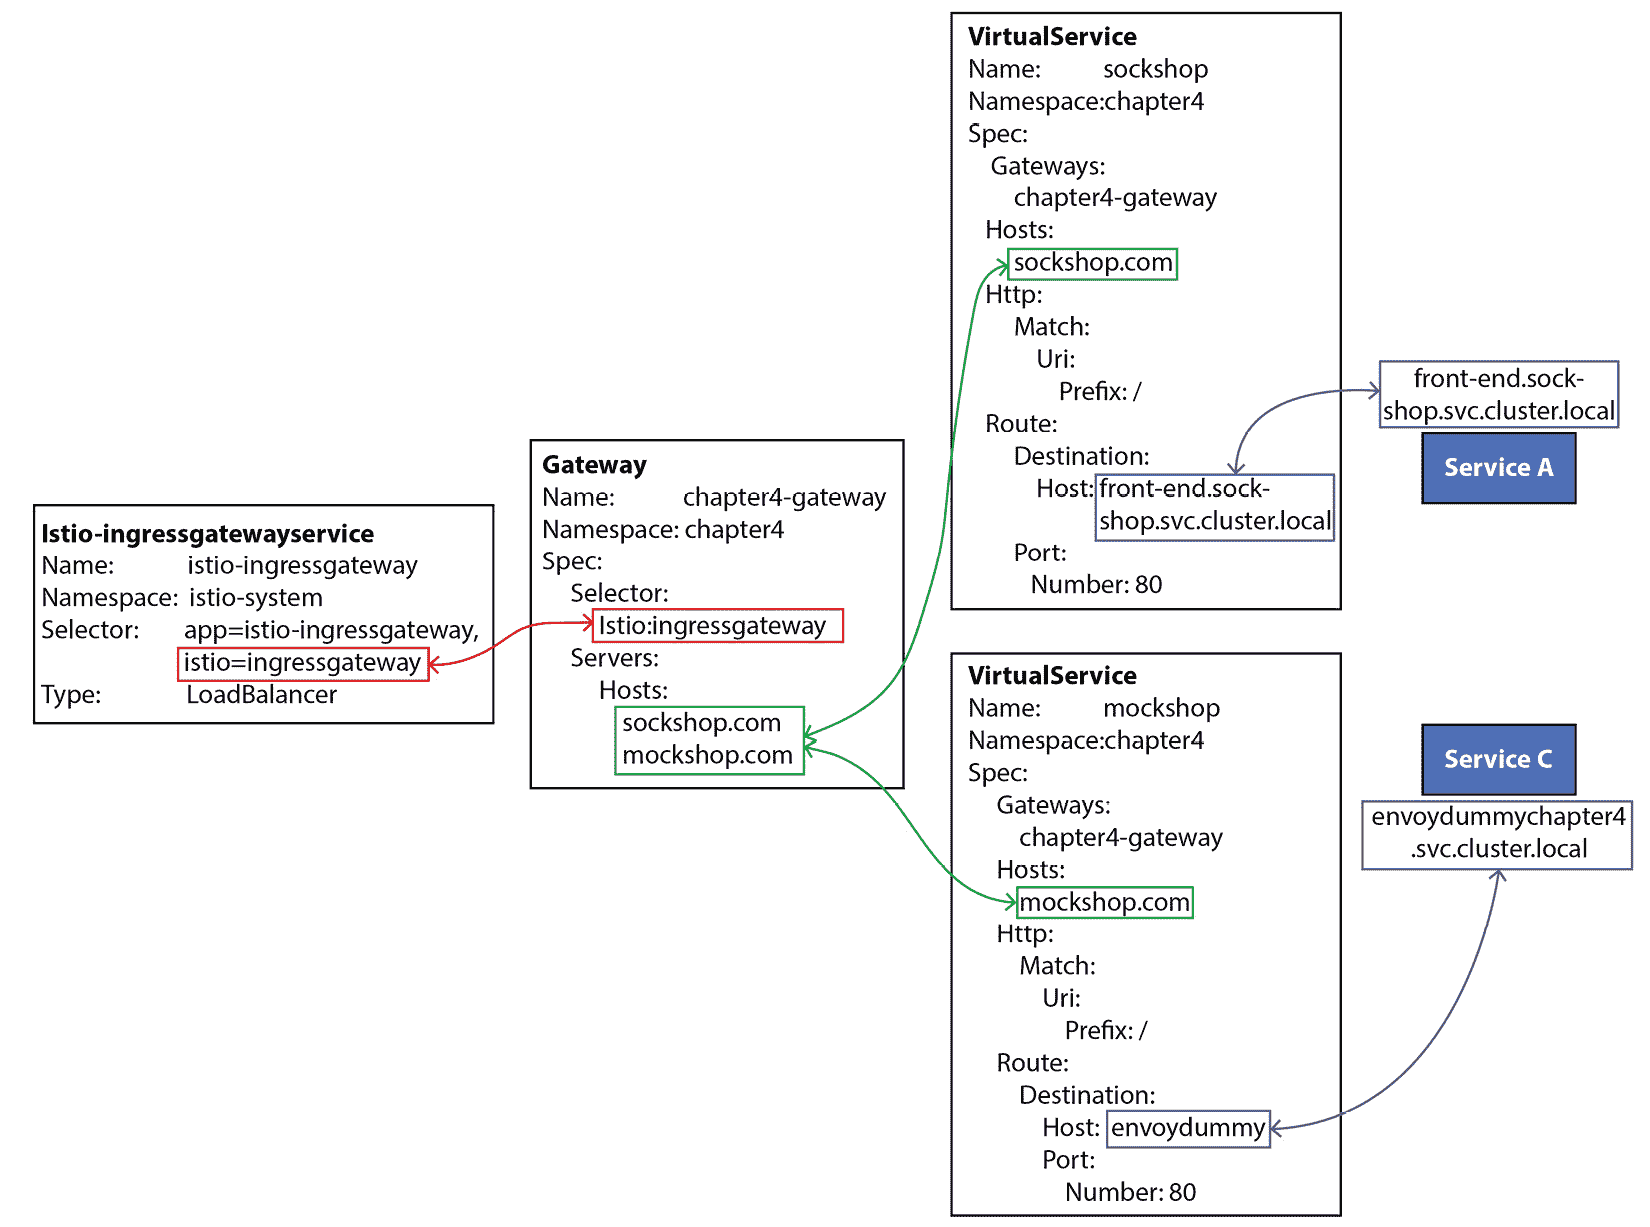 Istio-ingressgatewayservice
Name: istio-ingressgateway
Namespace: istio-system
Selector: app=istio-ingressgateway,
istio=ingressgateway
Type: LoadBalancer
Gateway
Name: chapter4-gateway
Namespace: chapter4
Spec:
Selector:
Istio:ingressgateway
Servers:
Hosts:
sockshop.com
mockshop.com
VirtualService
Name: sockshop
Namespace:chapter4
Spec:
Gateways:
chapter4-gateway
Hosts:
sockshop.com
Http:
Match:
Uri:
Prefix: /
Route:
Destination:
Host: front-end.sock-
shop.svc.cluster.local
Port:
Number: 80
front-end.sock-
shop.svc.cluster.local
Service A
VirtualService
Name: mockshop
Namespace:chapter4
Spec:
Gateways:
chapter4-gateway
Hosts:
mockshop.com
Http:
Match:
Uri:
Prefix: /
Route:
Destination:
Host: envoydummy
Port:
Number: 80
Service C
envoydummychapter4
.svc.cluster.local